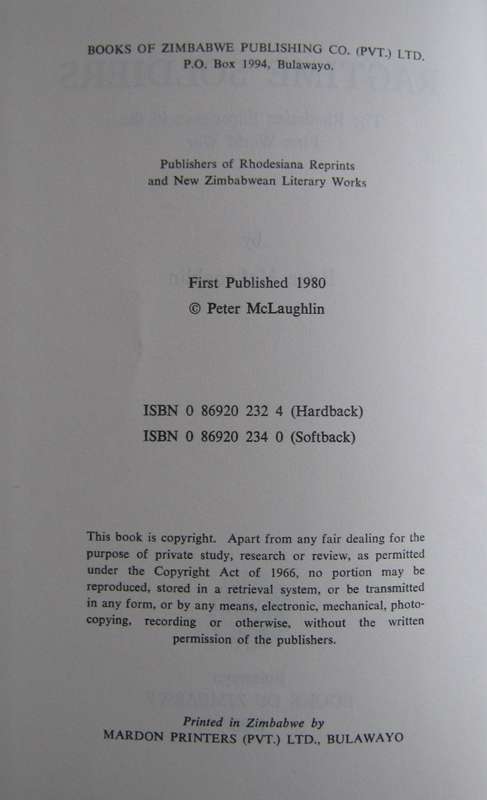 BOOKS OF ZIMBABWE PUBLISHING CO. (PVT.) LTD.
P.O. Box 1994, Bulawayo.
Publishers of Rhodesiana Reprints
and New Zimbabwean Literary Works
First Published 1980
© Peter McLaughlin
ISBN 0 86920 232 4 (Hardback)
ISBN 0 86920 234 0 (Softback)
This book is copyright. Apart from any fair dealing for the
purpose of private study, research or review, as permitted
under the Copyright Act of 1966, no portion may be
reproduced, stored in a retrieval system, or be transmitted
in any form, or by any means, electronic, mechanical, photo-
copying, recording or otherwise, without the written
permission of the publishers.
Printed in Zimbabwe by
MARDON PRINTERS (PVT.) LTD., BULAWAYO